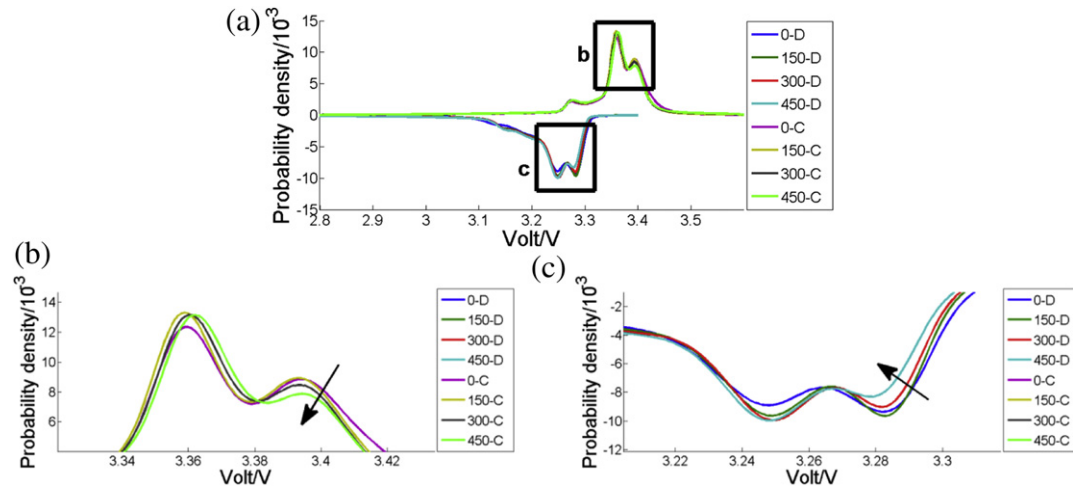 (a)
Probability density/10⁻³
15
10
5
0
-5
-10
-15
2.8 2.9 3 3.1 3.2 3.3 3.4 3.5
Volt/V
b
c
0-D
150-D
300-D
450-D
0-C
150-C
300-C
450-C
(b)
Probability density/10⁻³
14
12
10
8
6
3.34 3.36 3.38 3.4 3.42
Volt/V
0-D
150-D
300-D
450-D
0-C
150-C
300-C
450-C
(c)
Probability density/10⁻³
-2
-4
-6
-8
-10
-12
3.22 3.24 3.26 3.28 3.3
Volt/V
0-D
150-D
300-D
450-D
0-C
150-C
300-C
450-C